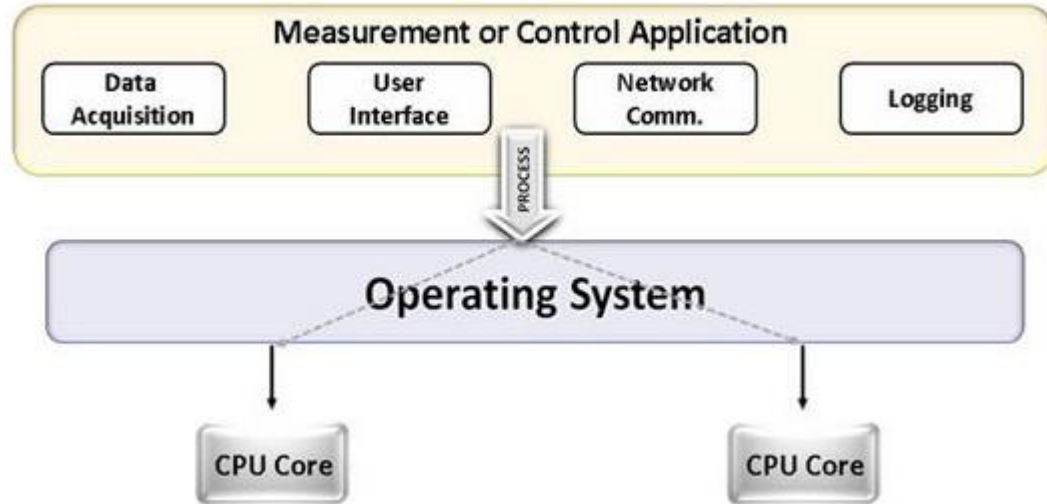 Measurement or Control Application
Data
Acquisition
User
Interface
Network
Comm.
Logging
PROCESS
Operating System
CPU Core
CPU Core